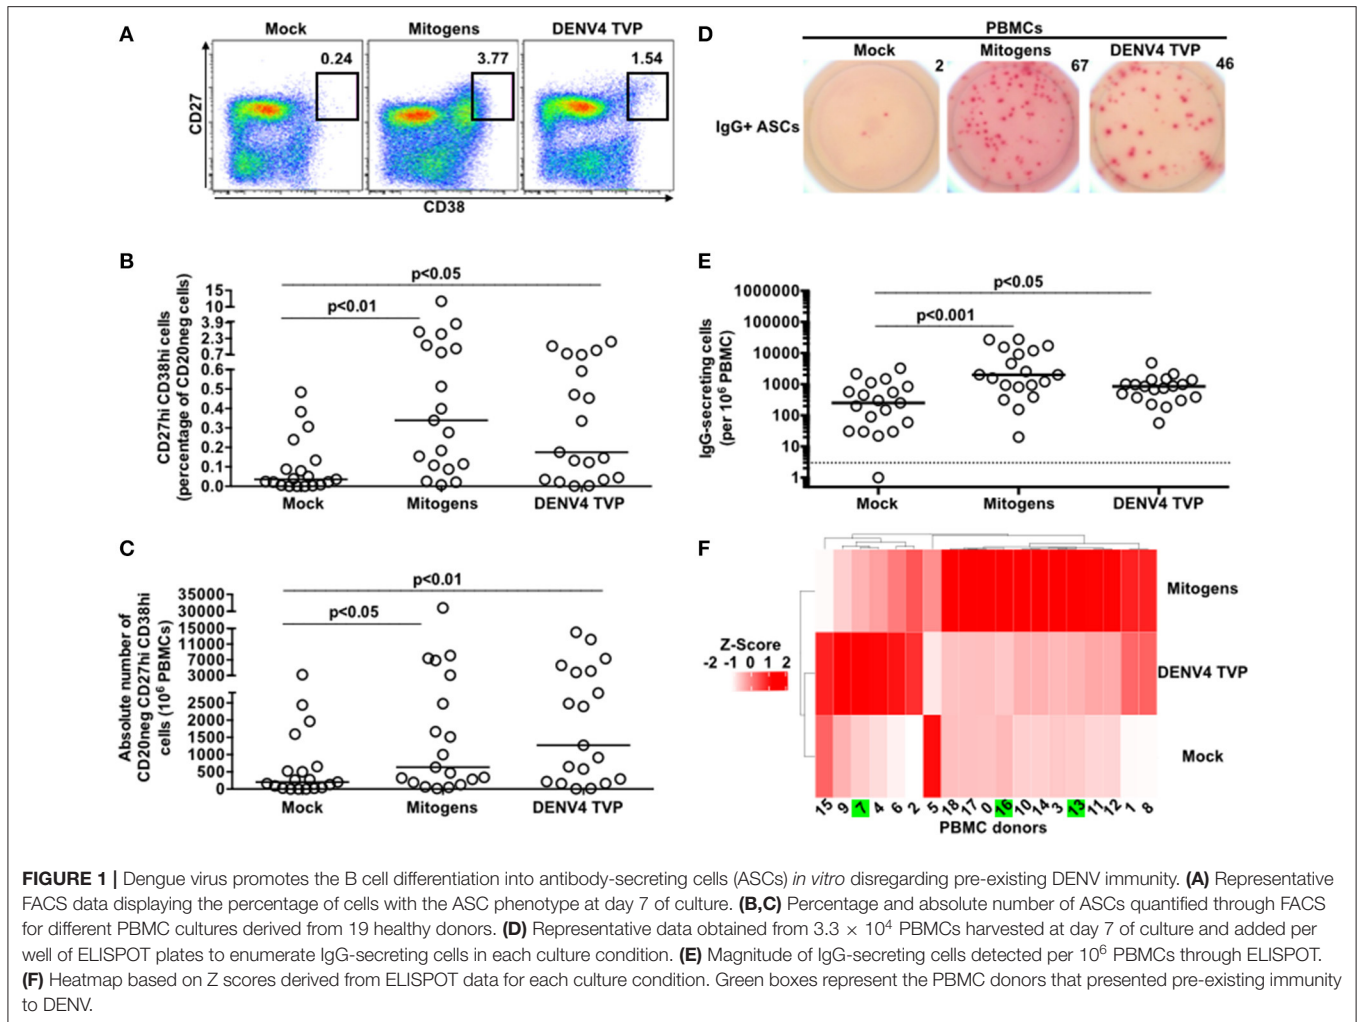 A
Mock
Mitogens
DENV4 TVP
0.24
3.77
1.54
CD27
CD38
D
PBMCs
Mock
Mitogens
DENV4 TVP
2
67
46
IgG+ ASCs
B
CD27hi CD38hi cells
(percentage of CD20neg cells)
p<0.05
p<0.01
15
10
3.9
2.3
0.7
0.6
0.5
0.4
0.3
0.2
0.1
0.0
Mock
Mitogens
DENV4 TVP
E
IgG-secreting cells
(per 10⁶ PBMC)
p<0.05
p<0.001
1000000
100000
10000
1000
100
10
1
Mock
Mitogens
DENV4 TVP
C
Absolute number of
CD20neg CD27hi CD38hi
cells (10⁶ PBMCs)
p<0.01
p<0.05
35000
30000
15000
11000
7000
3000
2500
2000
1500
1000
500
0
Mock
Mitogens
DENV4 TVP
F
Z-Score
-2 -1 0 1 2
Mitogens
DENV4 TVP
Mock
15 9 7 4 6 2 5 18 17 0 16 10 14 3 13 11 12 1 8
PBMC donors
FIGURE 1 | Dengue virus promotes the B cell differentiation into antibody-secreting cells (ASCs) in vitro disregarding pre-existing DENV immunity. (A) Representative
FACS data displaying the percentage of cells with the ASC phenotype at day 7 of culture. (B,C) Percentage and absolute number of ASCs quantified through FACS
for different PBMC cultures derived from 19 healthy donors. (D) Representative data obtained from 3.3 × 10⁴ PBMCs harvested at day 7 of culture and added per
well of ELISPOT plates to enumerate IgG-secreting cells in each culture condition. (E) Magnitude of IgG-secreting cells detected per 10⁶ PBMCs through ELISPOT.
(F) Heatmap based on Z scores derived from ELISPOT data for each culture condition. Green boxes represent the PBMC donors that presented pre-existing immunity
to DENV.